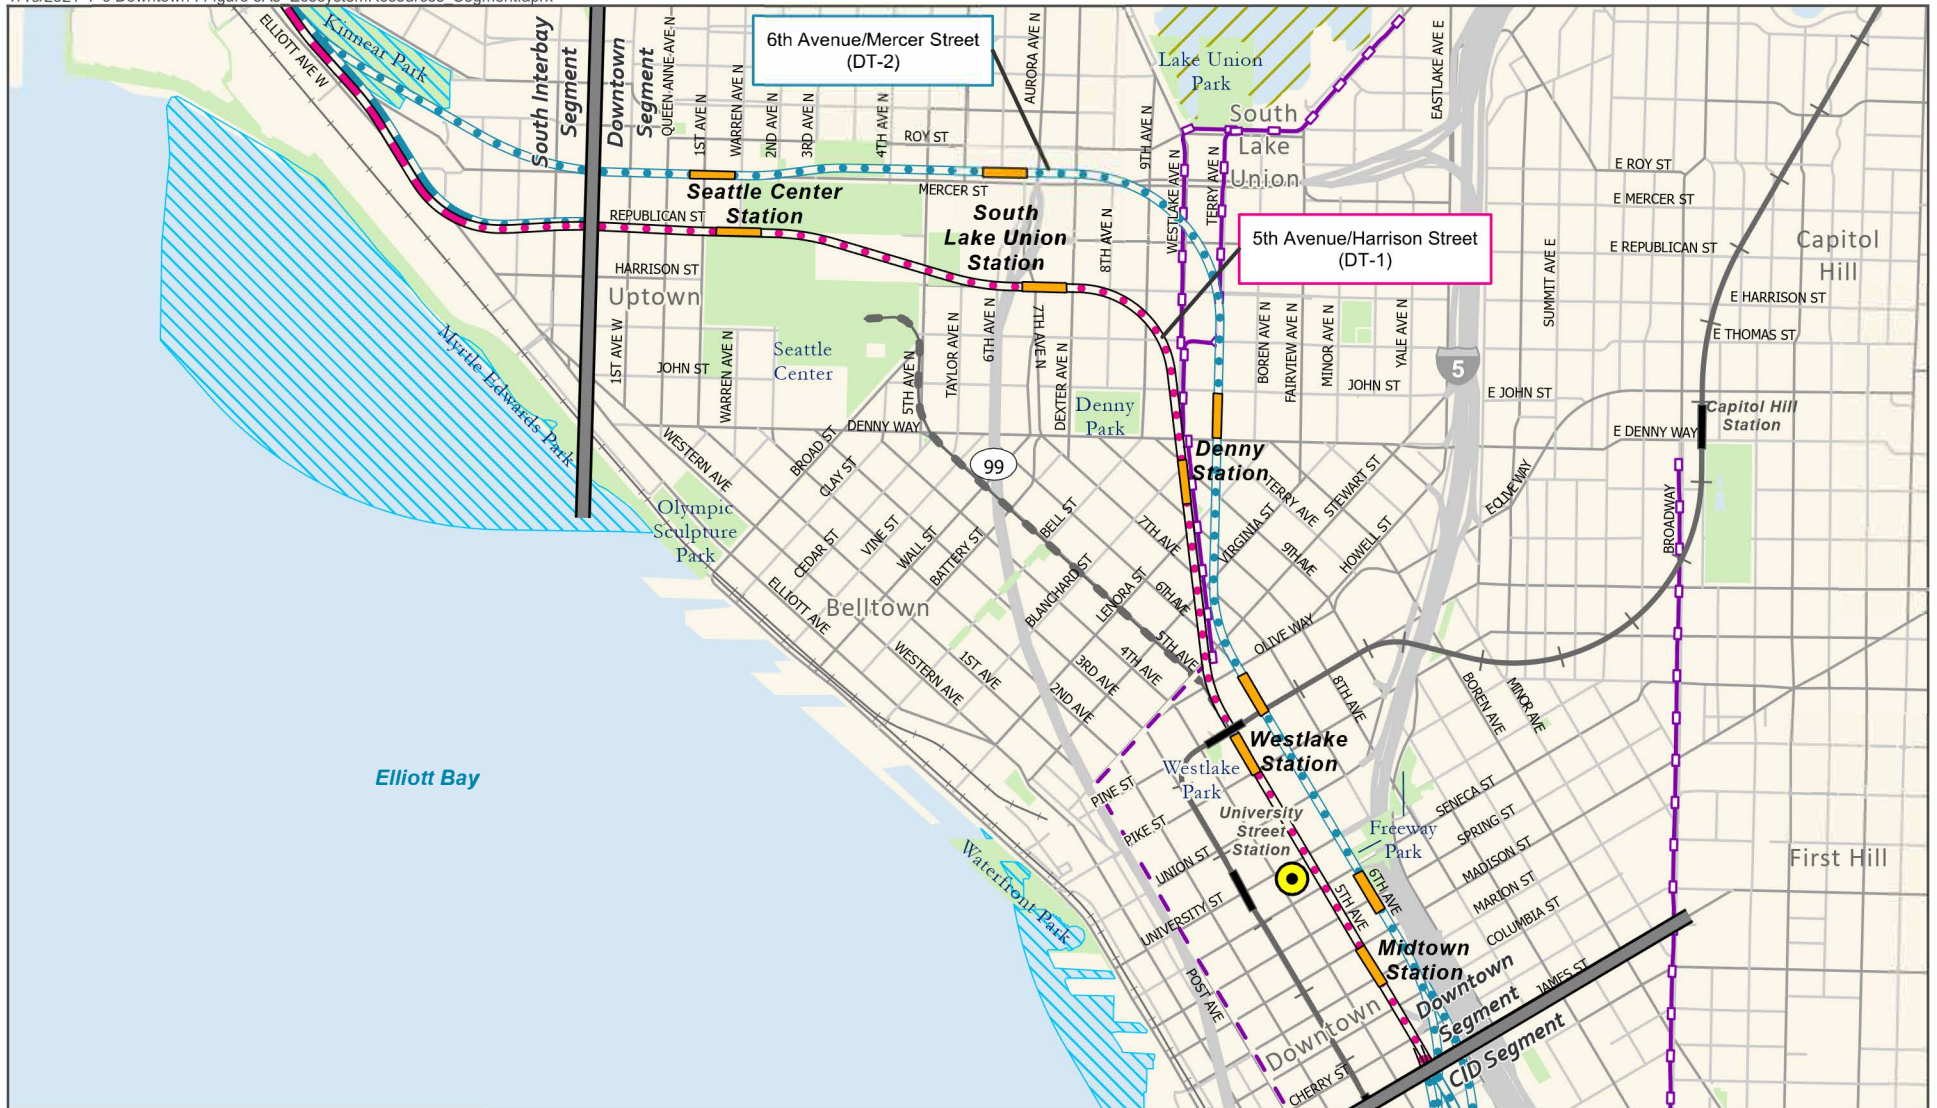 Kinnear Park
ELLIOTT AVE W
South Interbay
Segment
Downtown
Segment
QUEEN ANNE AVE N
1ST AVE N
WARREN AVE N
2ND AVE N
3RD AVE N
4TH AVE N
6th Avenue/Mercer Street
(DT-2)
AURORA AVE N
ROY ST
MERCER ST
9TH AVE N
Lake Union
Park
South
Lake
Union
EASTLAKE AVE E
WESTLAKE AVE N
TERRY AVE N
E ROY ST
E MERCER ST
E REPUBLICAN ST
Capitol
Hill
SUMMIT AVE E
E HARRISON ST
E THOMAS ST
Seattle Center
Station
South
Lake Union
Station
8TH AVE N
5th Avenue/Harrison Street
(DT-1)
REPUBLICAN ST
HARRISON ST
Uptown
1ST AVE W
JOHN ST
WARREN AVE N
Seattle
Center
5TH AVE N
TAYLOR AVE N
6TH AVE N
7TH AVE N
DEXTER AVE N
Denny
Park
BOREN AVE N
FAIRVIEW AVE N
MINOR AVE N
YALE AVE N
JOHN ST
5
E JOHN ST
Capitol Hill
Station
E DENNY WAY
DENNY WAY
Myrtle Edwards Park
WESTERN AVE
BROAD ST
CLAY ST
99
Denny
Station
Olympic
Sculpture
Park
CEDAR ST
VINE ST
WALL ST
BATTERY ST
BELL ST
7TH AVE
VIRGINIA ST
TERRY AVE
STEWART ST
9TH AVE
HOWELL ST
E OLIVE WAY
BROADWAY
ELLIOTT AVE
Belltown
BLANCHARD ST
LENORA ST
6TH AVE
5TH AVE
4TH AVE
3RD AVE
2ND AVE
1ST AVE
WESTERN AVE
OLIVE WAY
8TH AVE
BOREN AVE
MINOR AVE
Elliott Bay
Westlake
Station
Westlake
Park
PINE ST
PIKE ST
UNION ST
UNIVERSITY ST
University
Street
Station
Freeway
Park
SENECA ST
SPRING ST
MADISON ST
MARION ST
COLUMBIA ST
First Hill
Waterfront Park
5TH AVE
6TH AVE
Midtown
Station
POST AVE
Downtown
CHERRY ST
JAMES ST
Downtown
Segment
CID Segment